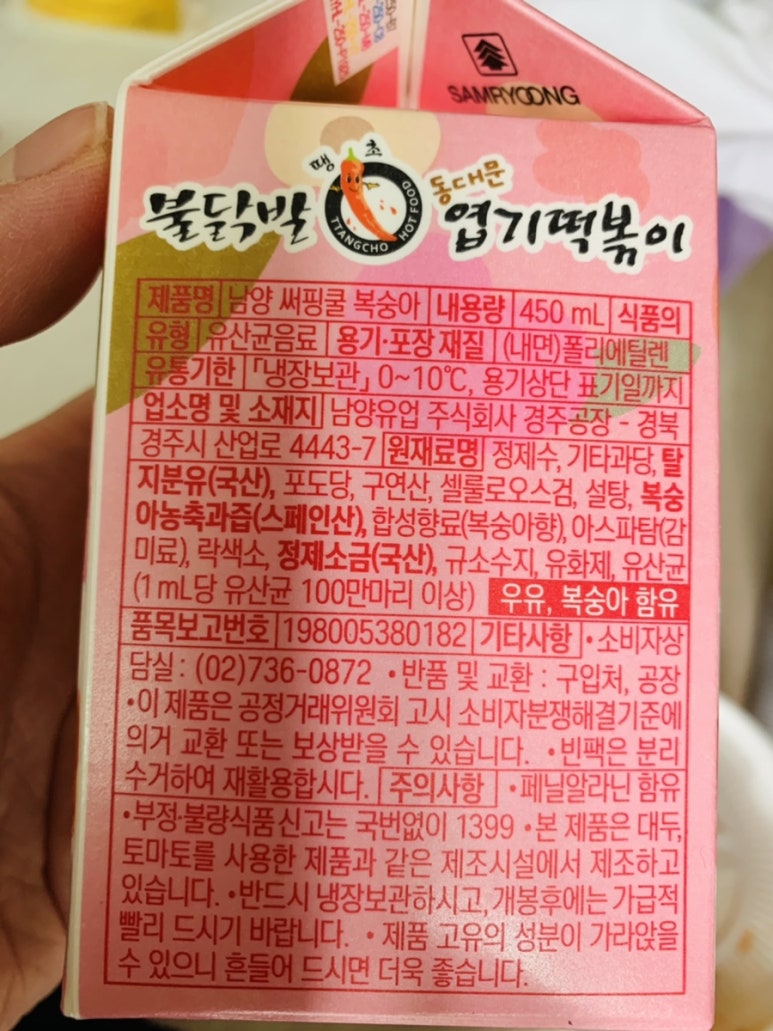 SAMRYOONG
땡초
불닭발
TTANGCHO HOT FOOD
동대문
엽기떡볶이
제품명 남양 써핑쿨 복숭아 내용량 450 mL 식품의
유형 유산균음료 용기·포장 재질 (내면)폴리에틸렌
유통기한 「냉장보관」 0~10℃, 용기상단 표기일까지
업소명 및 소재지 남양유업 주식회사 경주공장 - 경북
경주시 산업로 4443-7 원재료명 정제수, 기타과당, 탈
지분유(국산), 포도당, 구연산, 셀룰로오스검, 설탕, 복숭
아농축과즙(스페인산), 합성향료(복숭아향), 아스파탐(감
미료), 락색소, 정제소금(국산), 규소수지, 유화제, 유산균
(1 mL당 유산균 100만마리 이상) 우유, 복숭아 함유
품목보고번호 198005380182 기타사항 •소비자상
담실 : (02)736-0872 •반품 및 교환 : 구입처, 공장
•이 제품은 공정거래위원회 고시 소비자분쟁해결기준에
의거 교환 또는 보상받을 수 있습니다. •빈팩은 분리
수거하여 재활용합시다. 주의사항 •페닐알라닌 함유
•부정·불량식품 신고는 국번없이 1399 •본 제품은 대두,
토마토를 사용한 제품과 같은 제조시설에서 제조하고
있습니다. •반드시 냉장보관하시고, 개봉후에는 가급적
빨리 드시기 바랍니다. • 제품 고유의 성분이 가라앉을
수 있으니 흔들어 드시면 더욱 좋습니다.